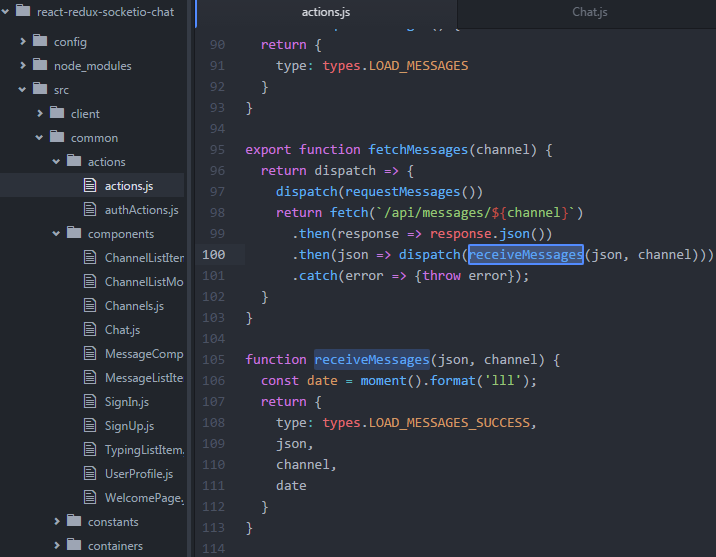 react-redux-socketio-chat
config
node_modules
src
client
common
actions
actions.js
authActions.js
components
ChannelListIter
ChannelListMo
Channels.js
Chat.js
MessageComp
MessageListIte
SignIn.js
SignUp.js
TypingListItem.
UserProfile.js
WelcomePage.
constants
containers
actions.js
Chat.js
90 return {
91 type: types.LOAD_MESSAGES
92 }
93 }
94
95 export function fetchMessages(channel) {
96 return dispatch => {
97 dispatch(requestMessages())
98 return fetch(`/api/messages/${channel}`)
99 .then(response => response.json())
100 .then(json => dispatch(receiveMessages(json, channel)))
101 .catch(error => {throw error});
102 }
103 }
104
105 function receiveMessages(json, channel) {
106 const date = moment().format('lll');
107 return {
108 type: types.LOAD_MESSAGES_SUCCESS,
109 json,
110 channel,
111 date
112 }
113 }
114